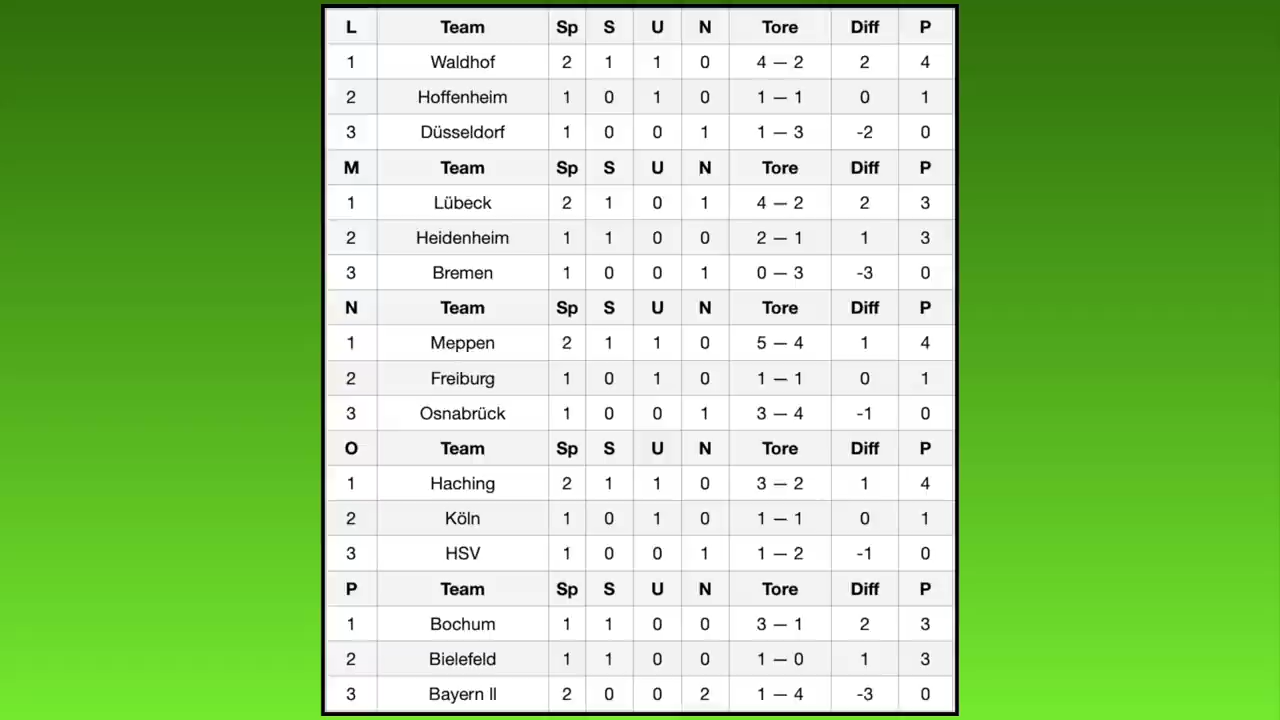 L Team Sp S U N Tore Diff P
1 Waldhof 2 1 1 0 4 — 2 2 4
2 Hoffenheim 1 0 1 0 1 — 1 0 1
3 Düsseldorf 1 0 0 1 1 — 3 -2 0
M Team Sp S U N Tore Diff P
1 Lübeck 2 1 0 1 4 — 2 2 3
2 Heidenheim 1 1 0 0 2 — 1 1 3
3 Bremen 1 0 0 1 0 — 3 -3 0
N Team Sp S U N Tore Diff P
1 Meppen 2 1 1 0 5 — 4 1 4
2 Freiburg 1 0 1 0 1 — 1 0 1
3 Osnabrück 1 0 0 1 3 — 4 -1 0
O Team Sp S U N Tore Diff P
1 Haching 2 1 1 0 3 — 2 1 4
2 Köln 1 0 1 0 1 — 1 0 1
3 HSV 1 0 0 1 1 — 2 -1 0
P Team Sp S U N Tore Diff P
1 Bochum 1 1 0 0 3 — 1 2 3
2 Bielefeld 1 1 0 0 1 — 0 1 3
3 Bayern II 2 0 0 2 1 — 4 -3 0